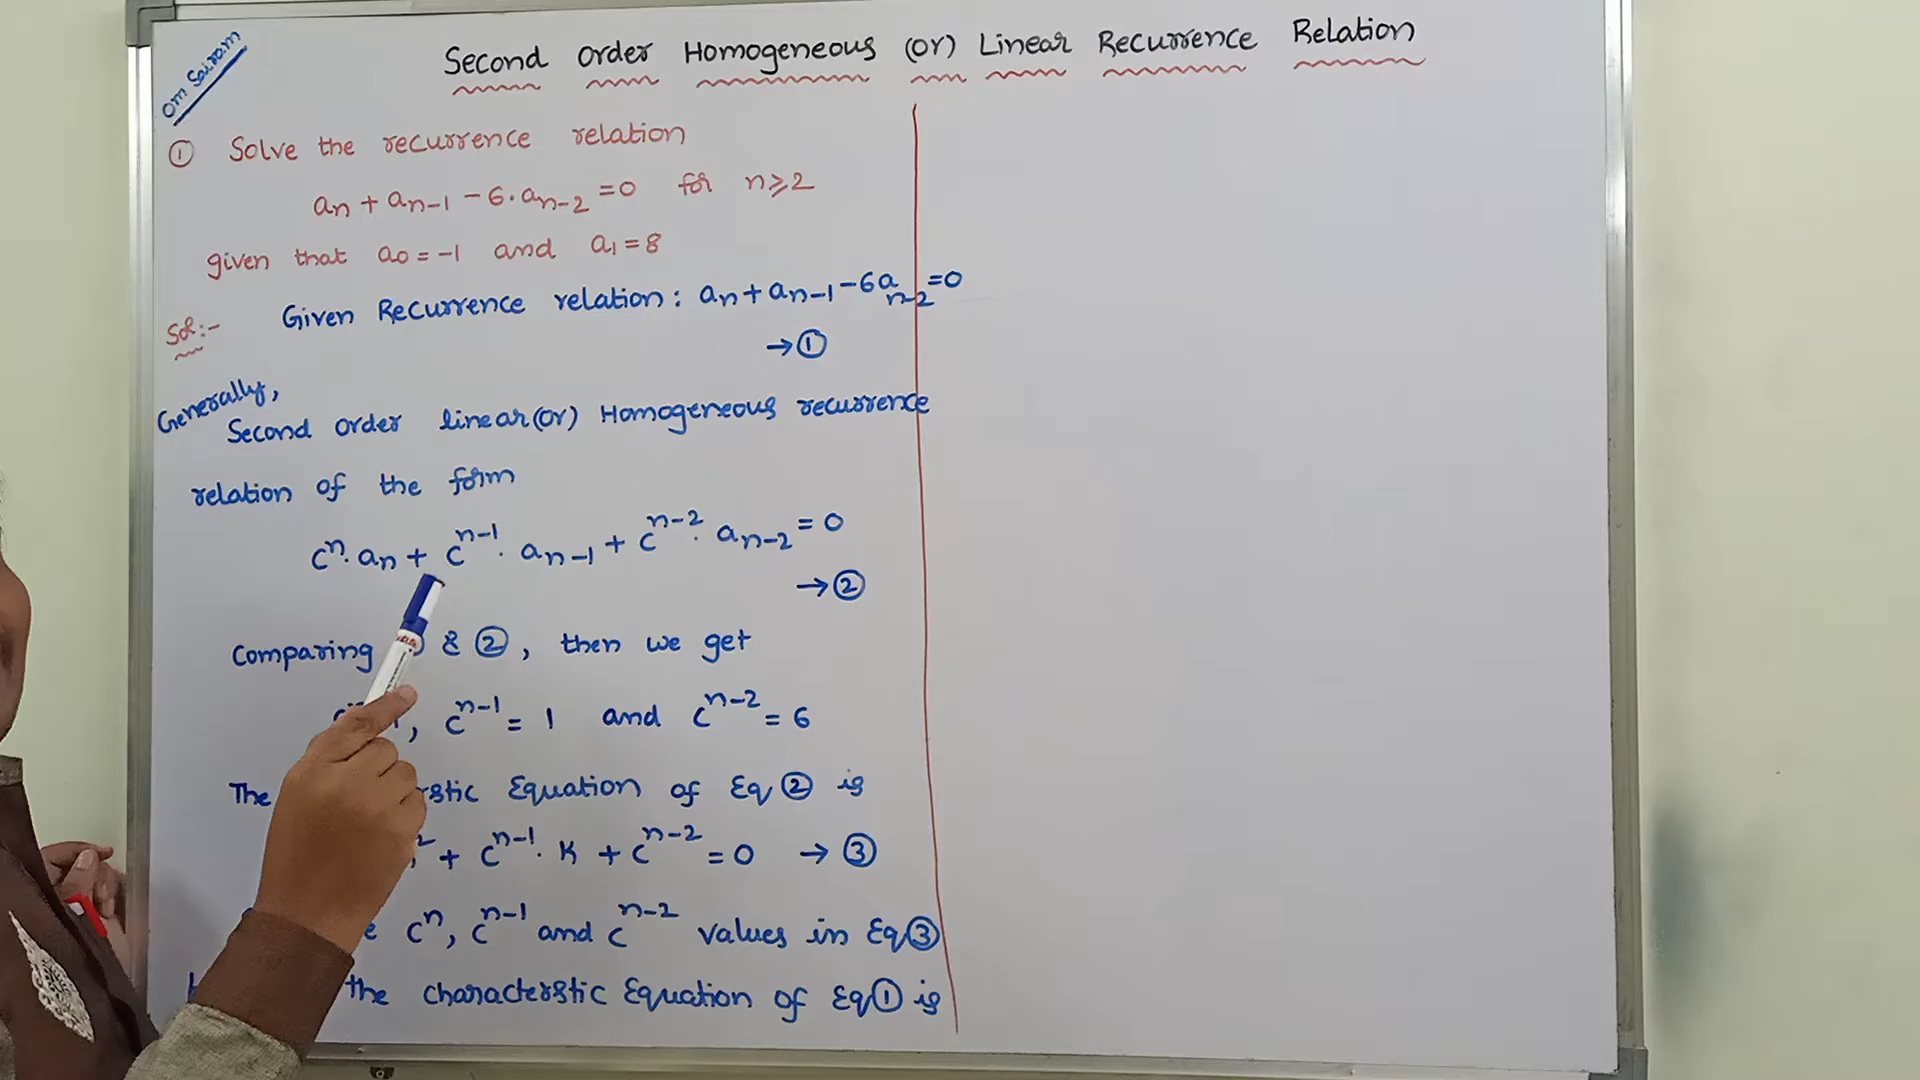 Om Sairam
Second Order Homogeneous (or) Linear Recurrence Relation
① Solve the recurrence relation
aₙ + aₙ₋₁ - 6·aₙ₋₂ = 0 for n ≥ 2
given that a₀ = -1 and a₁ = 8
Sol:- Given Recurrence relation: aₙ + aₙ₋₁ - 6aₙ₋₂ = 0
→ ①
Generally,
Second order linear (or) Homogeneous recurrence
relation of the form
cⁿ·aₙ + cⁿ⁻¹·aₙ₋₁ + cⁿ⁻²·aₙ₋₂ = 0
→ ②
Comparing & ②, then we get
, cⁿ⁻¹ = 1 and cⁿ⁻² = 6
The Equation of Eq ② is
² + cⁿ⁻¹·K + cⁿ⁻² = 0 → ③
cⁿ, cⁿ⁻¹ and cⁿ⁻² values in Eq ③
the characterstic Equation of Eq ① is